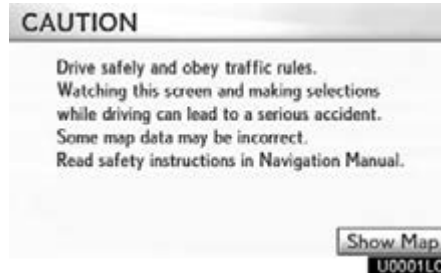 CAUTION
Drive safely and obey traffic rules.
Watching this screen and making selections
while driving can lead to a serious accident.
Some map data may be incorrect.
Read safety instructions in Navigation Manual.
Show Map
U0001LC